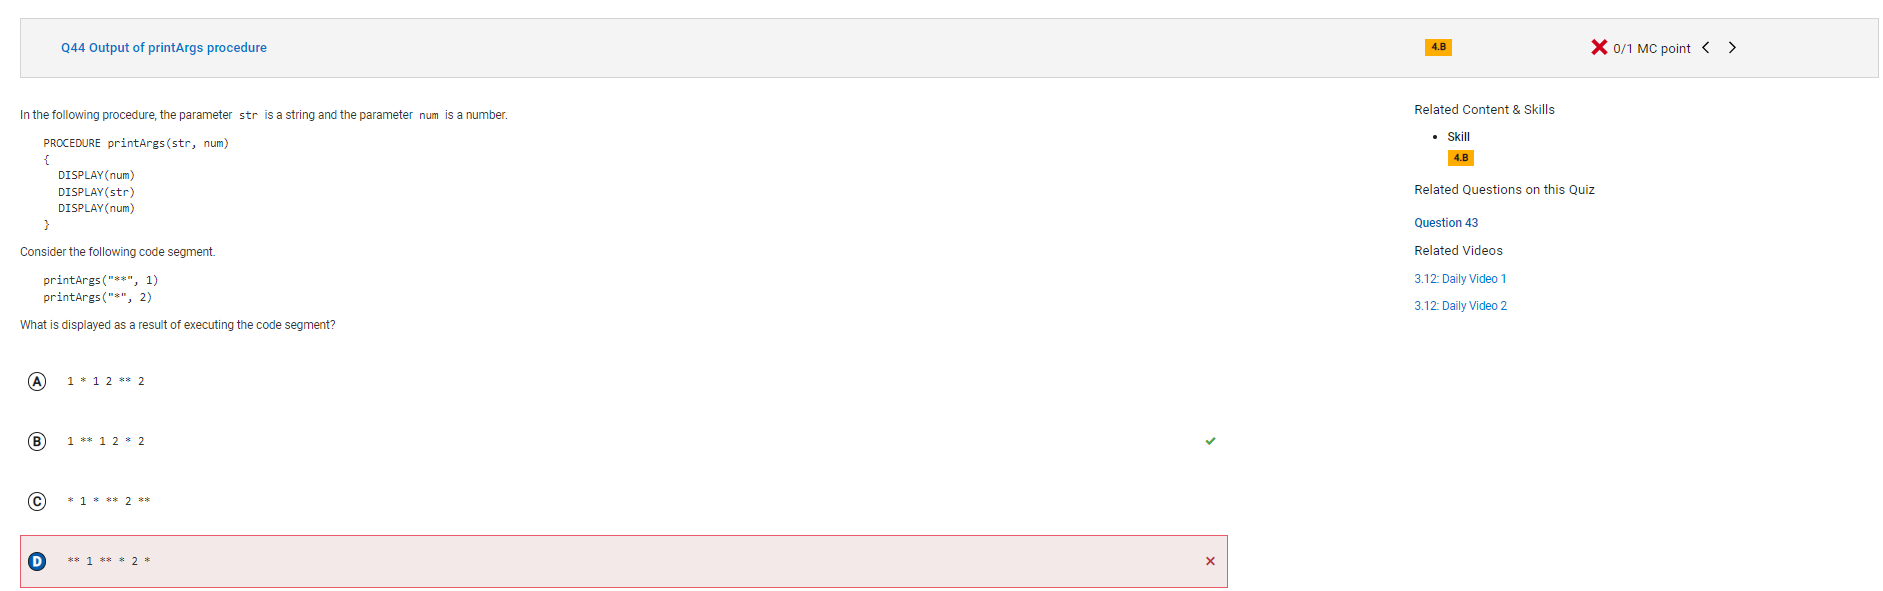 Q44 Output of printArgs procedure
4.B
0/1 MC point
In the following procedure, the parameter str is a string and the parameter num is a number.
PROCEDURE printArgs(str, num)
{
DISPLAY(num)
DISPLAY(str)
DISPLAY(num)
}
Consider the following code segment.
printArgs("**", 1)
printArgs("*", 2)
What is displayed as a result of executing the code segment?
A 1 * 1 2 ** 2
B 1 ** 1 2 * 2
C * 1 * ** 2 **
D ** 1 ** * 2 *
Related Content & Skills
• Skill
4.B
Related Questions on this Quiz
Question 43
Related Videos
3.12: Daily Video 1
3.12: Daily Video 2